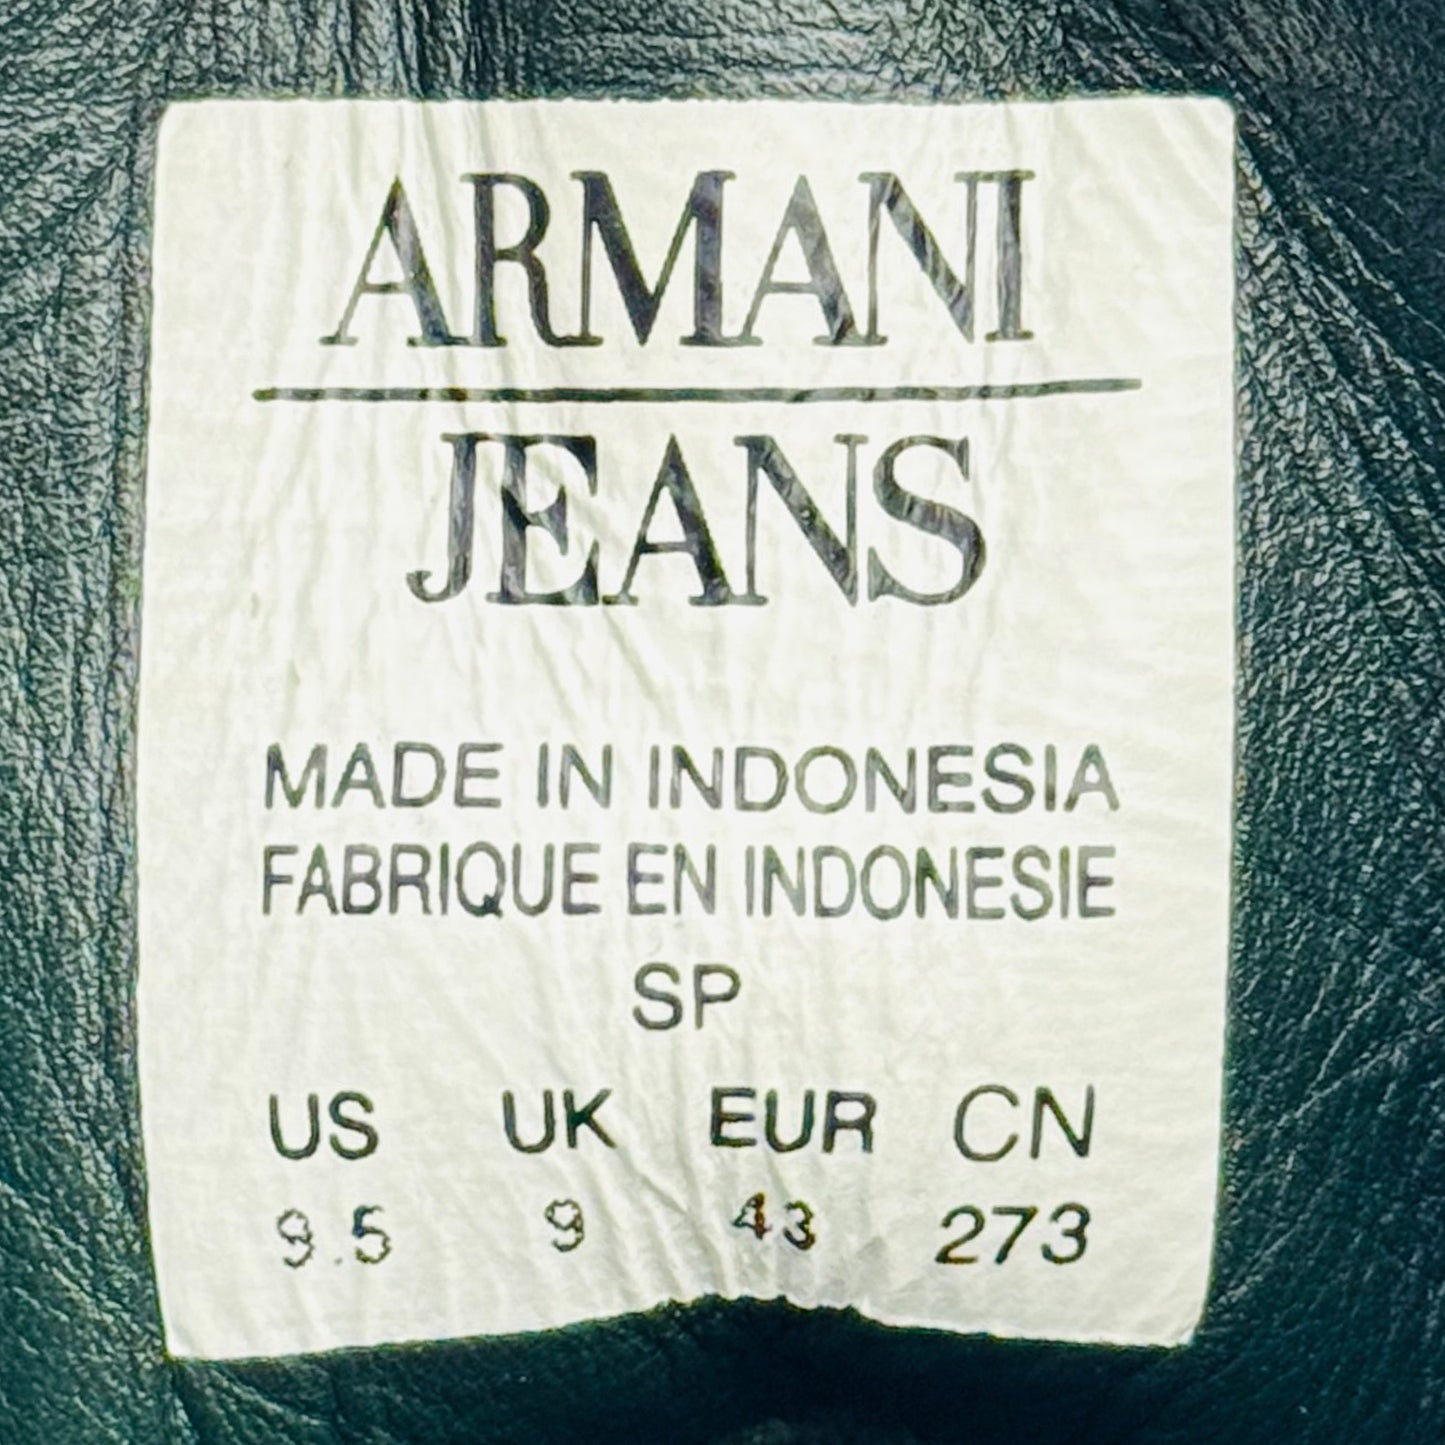 ARMANI
JEANS
MADE IN INDONESIA
FABRIQUE EN INDONESIE
SP
US UK EUR CN
9.5 9 43 273